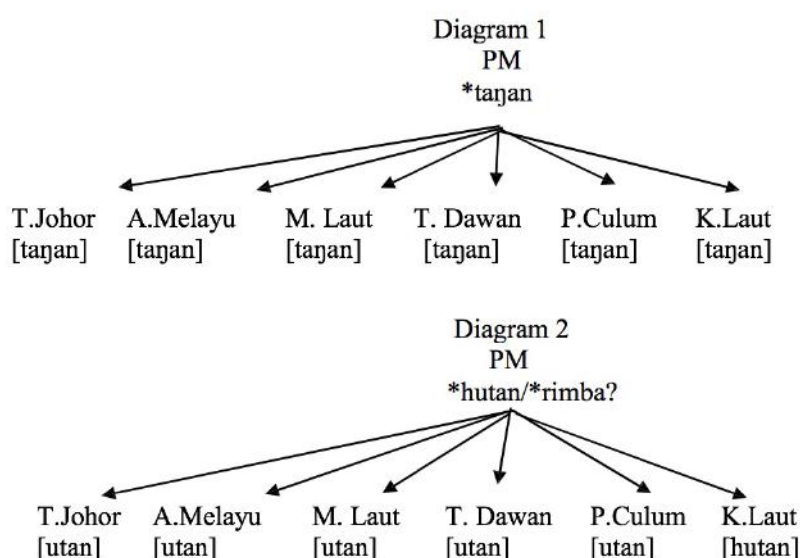 Diagram 1
PM
*taŋan
T.Johor A.Melayu M. Laut T. Dawan P.Culum K.Laut
[taŋan] [taŋan] [taŋan] [taŋan] [taŋan] [taŋan]
Diagram 2
PM
*hutan/*rimba?
T.Johor A.Melayu M. Laut T. Dawan P.Culum K.Laut
[utan] [utan] [utan] [utan] [utan] [hutan]